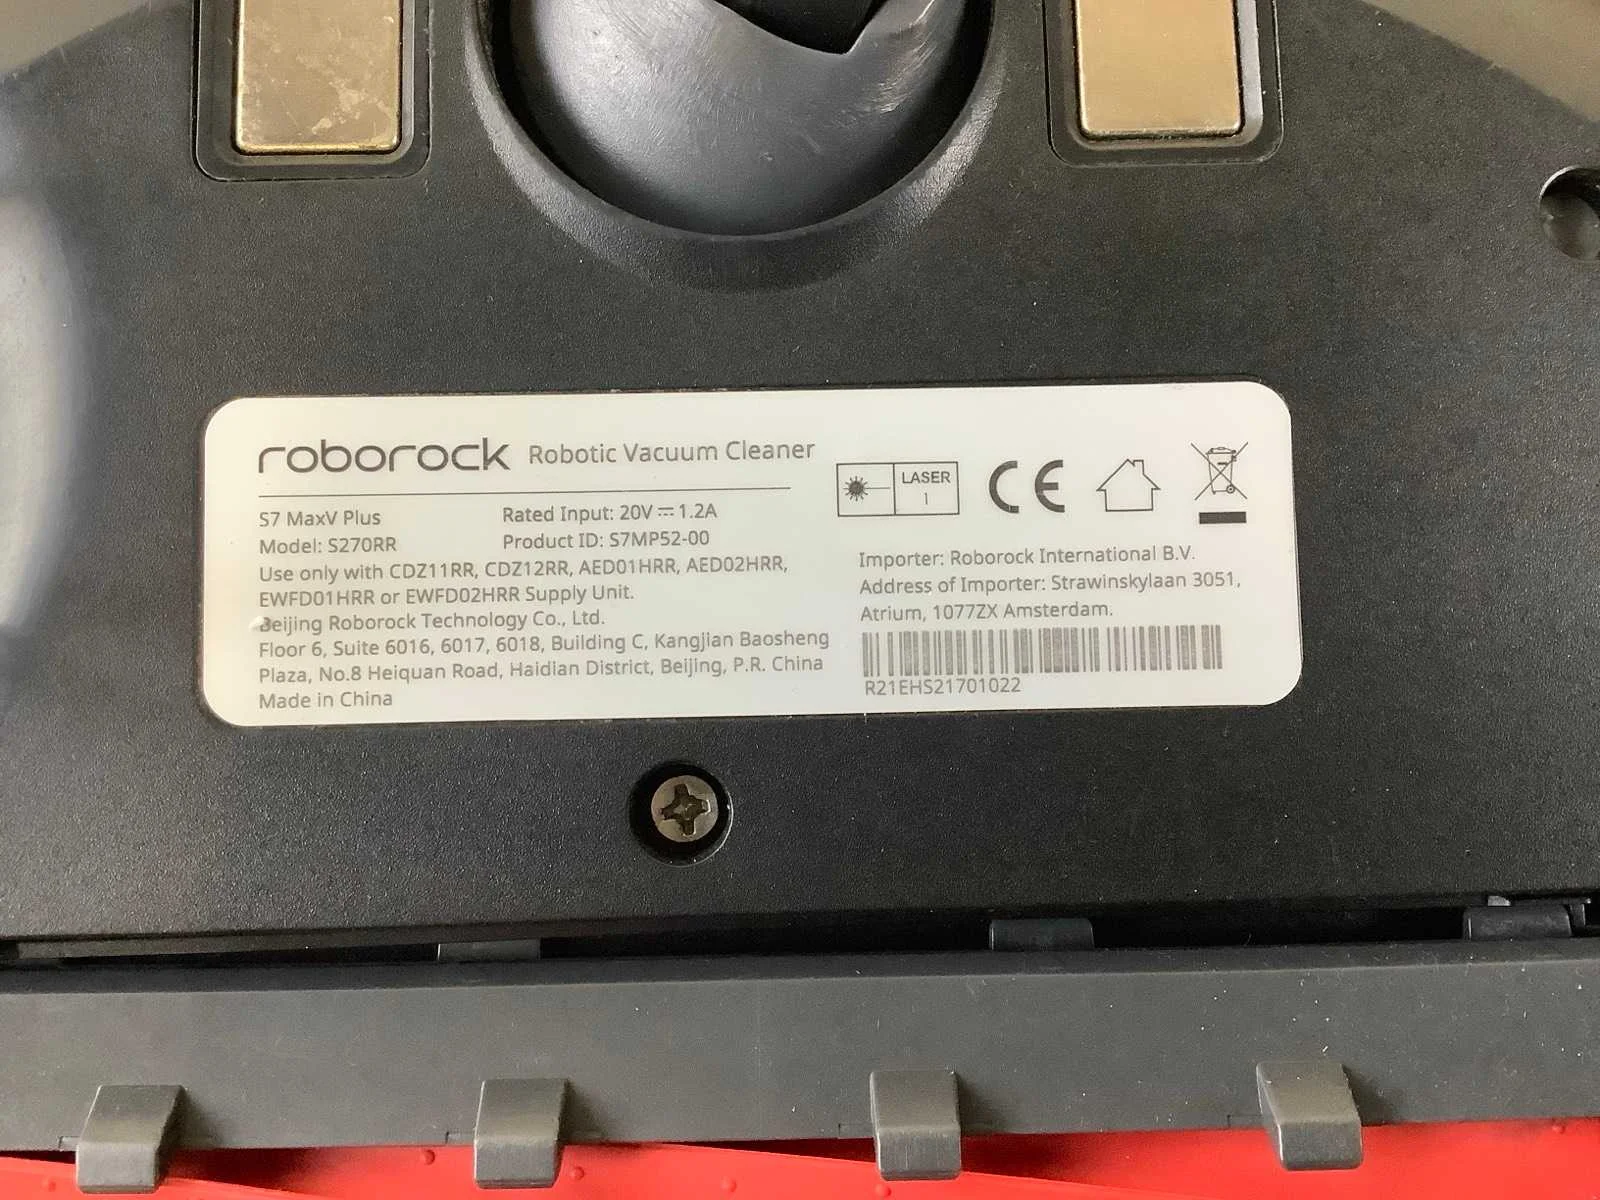 roborock Robotic Vacuum Cleaner
S7 MaxV Plus
Rated Input: 20V ⎓ 1.2A
Model: S270RR
Product ID: S7MP52-00
Use only with CDZ11RR, CDZ12RR, AED01HRR, AED02HRR,
EWFD01HRR or EWFD02HRR Supply Unit.
Beijing Roborock Technology Co., Ltd.
Floor 6, Suite 6016, 6017, 6018, Building C, Kangjian Baosheng
Plaza, No.8 Heiquan Road, Haidian District, Beijing, P.R. China
Made in China
LASER
1
CE
Importer: Roborock International B.V.
Address of Importer: Strawinskylaan 3051,
Atrium, 1077ZX Amsterdam.
R21EHS21701022